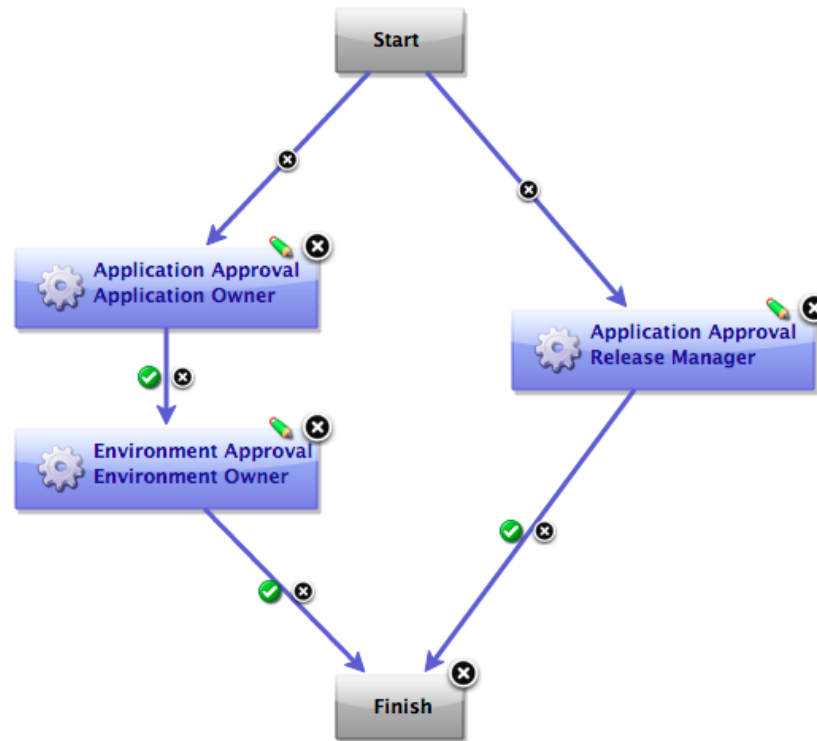 Start
Application Approval
Application Owner
Application Approval
Release Manager
Environment Approval
Environment Owner
Finish